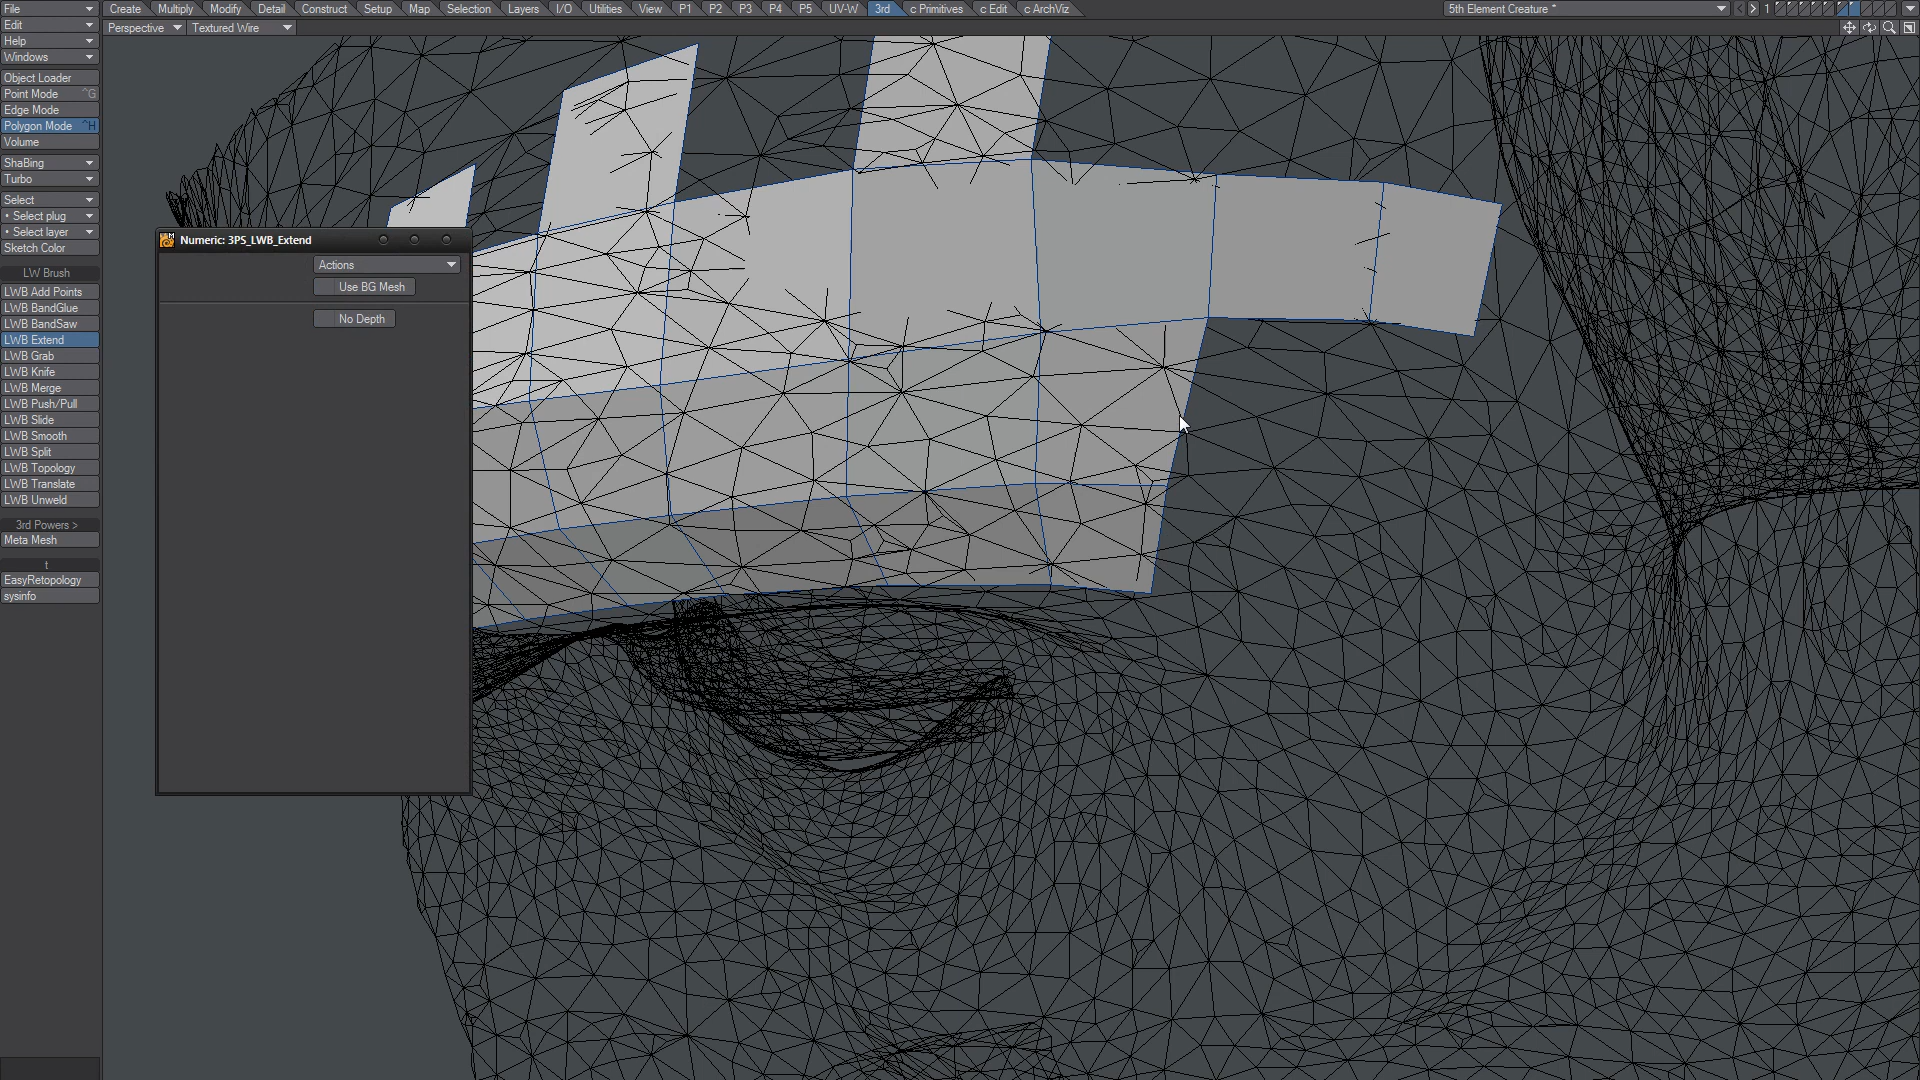 File Create Multiply Modify Detail Construct Setup Map Selection Layers I/O Utilities View P1 P2 P3 P4 P5 UV-W 3rd c Primitives c Edit c ArchViz 5th Element Creature * 1
Edit
Perspective Textured Wire
Help
Windows
Object Loader
Point Mode ^G
Edge Mode
Polygon Mode ^H
Volume
ShaBing
Turbo
Select
• Select plug
• Select layer
Sketch Color
LW Brush
LWB Add Points
LWB BandGlue
LWB BandSaw
LWB Extend
LWB Grab
LWB Knife
LWB Merge
LWB Push/Pull
LWB Slide
LWB Smooth
LWB Split
LWB Topology
LWB Translate
LWB Unweld
3rd Powers >
Meta Mesh
t
EasyRetopology
sysinfo
Numeric: 3PS_LWB_Extend
Actions
Use BG Mesh
No Depth